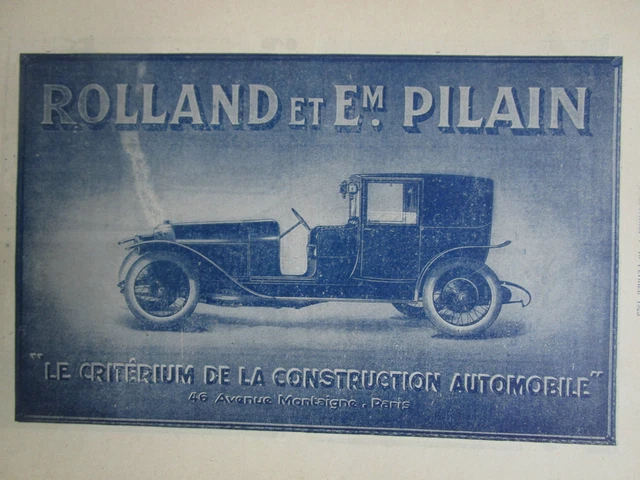 ROLLAND ET EM. PILAIN
"LE CRITÉRIUM DE LA CONSTRUCTION AUTOMOBILE"
46 Avenue Montaigne. Paris